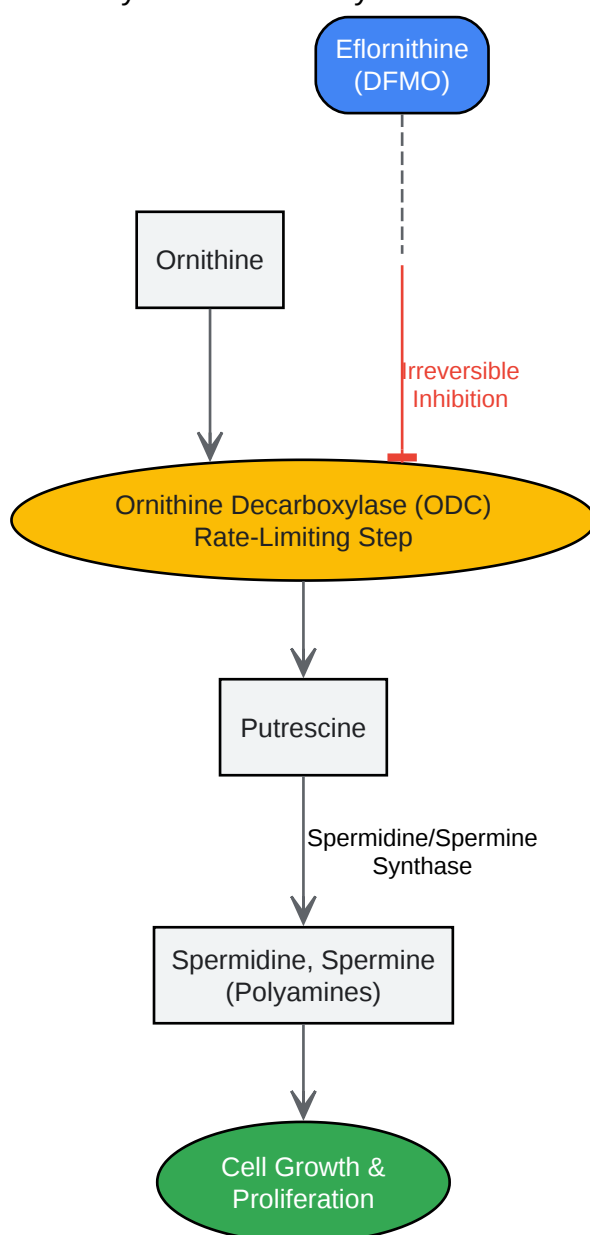 Eflornithine
(DFMO)
Ornithine
Irreversible
Inhibition
Ornithine Decarboxylase (ODC)
Rate-Limiting Step
Putrescine
Spermidine/Spermine
Synthase
Spermidine, Spermine
(Polyamines)
Cell Growth &
Proliferation